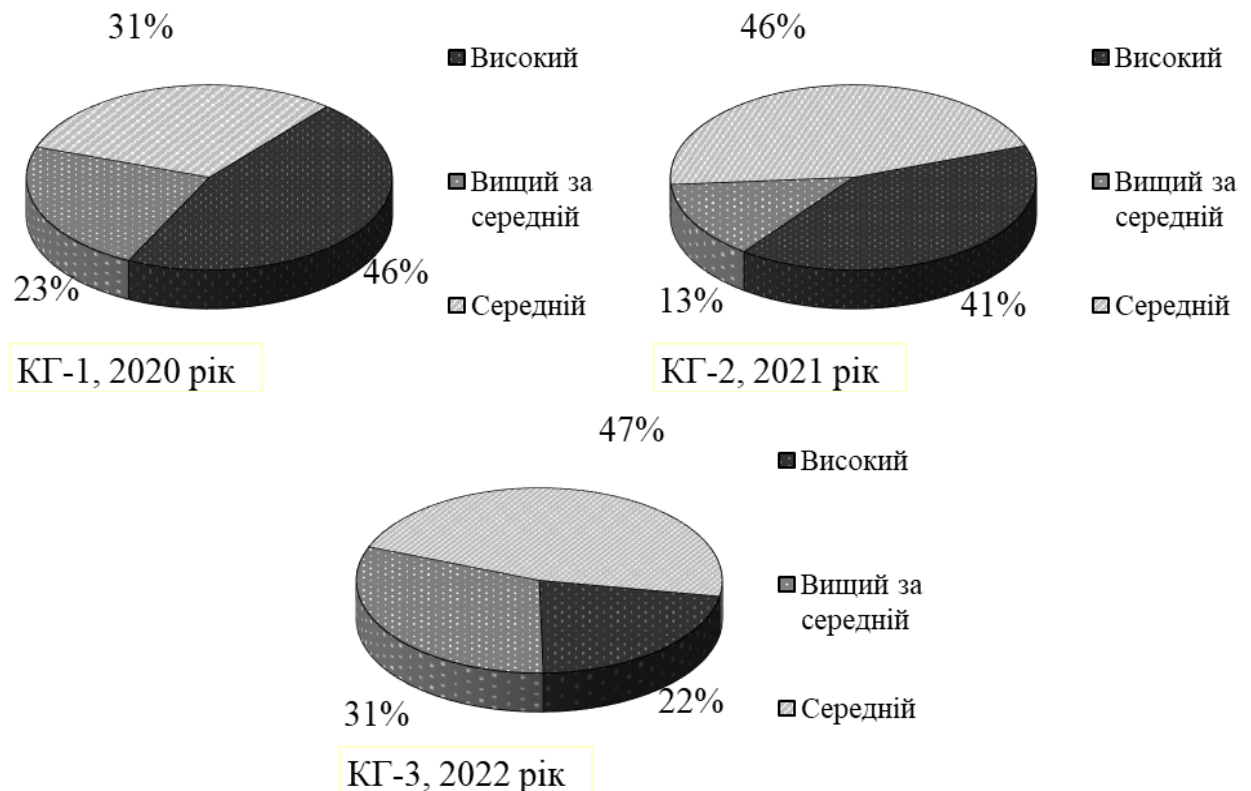 31%
Високий
Вищий за
середній
Середній
23%
46%
КГ-1, 2020 рік
46%
Високий
Вищий за
середній
Середній
13%
41%
КГ-2, 2021 рік
47%
Високий
Вищий за
середній
Середній
31%
22%
КГ-3, 2022 рік